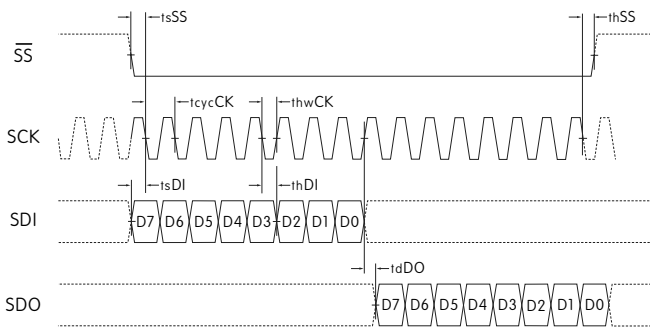 tsSS
thSS
SS
tcycCK
thwCK
SCK
tsDI
thDI
SDI
D7 D6 D5 D4 D3 D2 D1 D0
tdDO
SDO
D7 D6 D5 D4 D3 D2 D1 D0